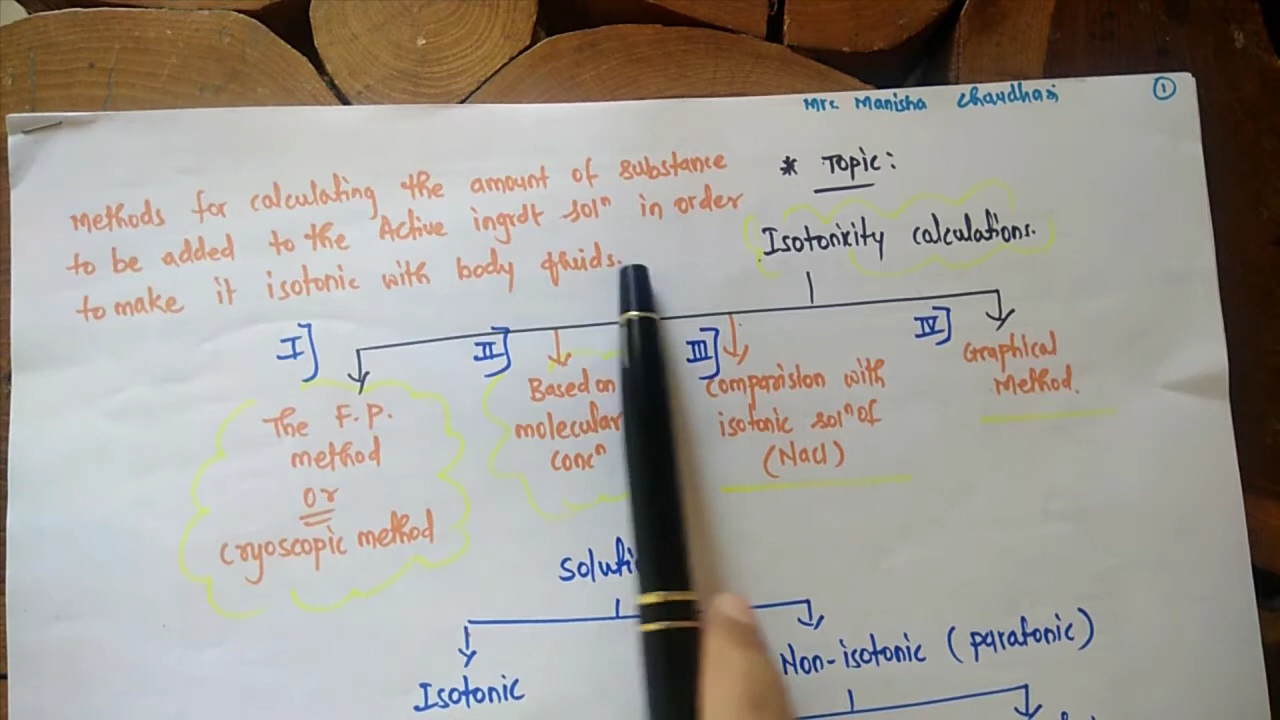 Mrs. Manisha Chaudhari
①
methods for calculating the amount of substance
to be added to the Active ingrdt solⁿ in order
to make it isotonic with body fluids.
* Topic:
Isotonixity calculations.
I]
The F.P.
method
or
cryoscopic method
II]
Based on
molecular
concⁿ
III]
comparision with
isotonic solⁿ of
(Nacl)
IV]
Graphical
Method.
Isotonic
Non-isotonic (paratonic)